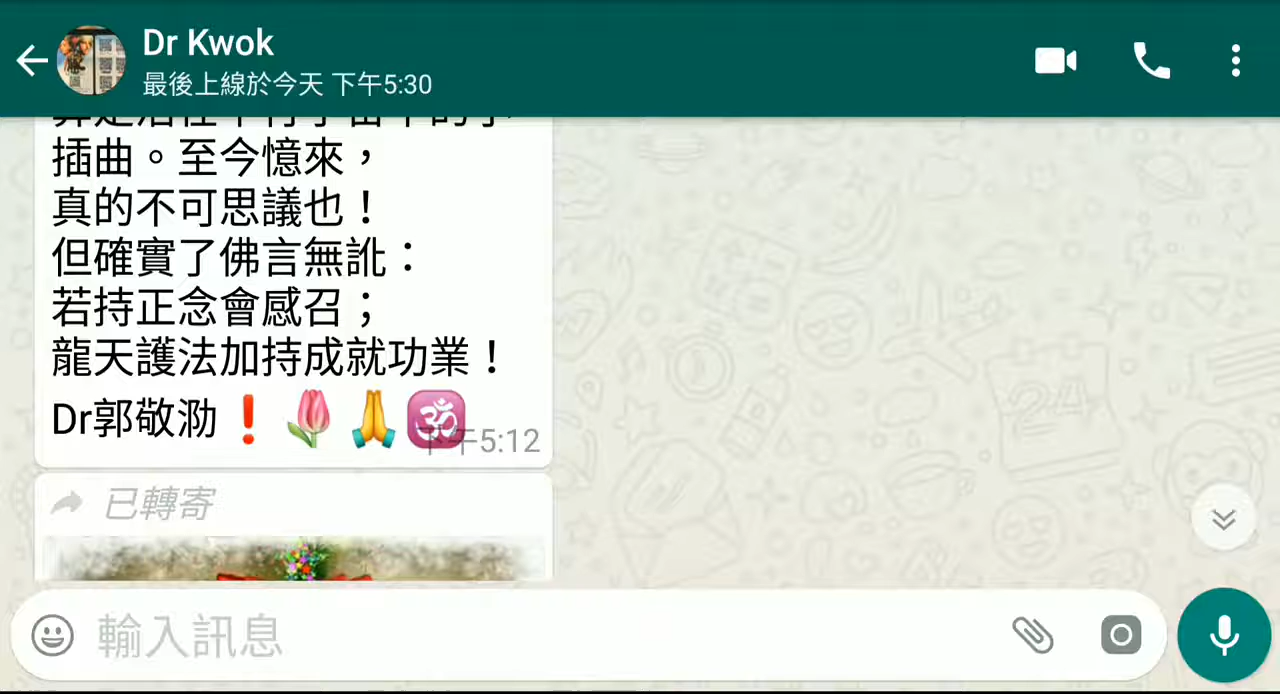 Dr Kwok
最後上線於今天 下午5:30
插曲。至今憶來，
真的不可思議也！
但確實了佛言無訛：
若持正念會感召；
龍天護法加持成就功業！
Dr郭敬泐❗🌷🙏🕉
下午5:12
已轉寄
輸入訊息